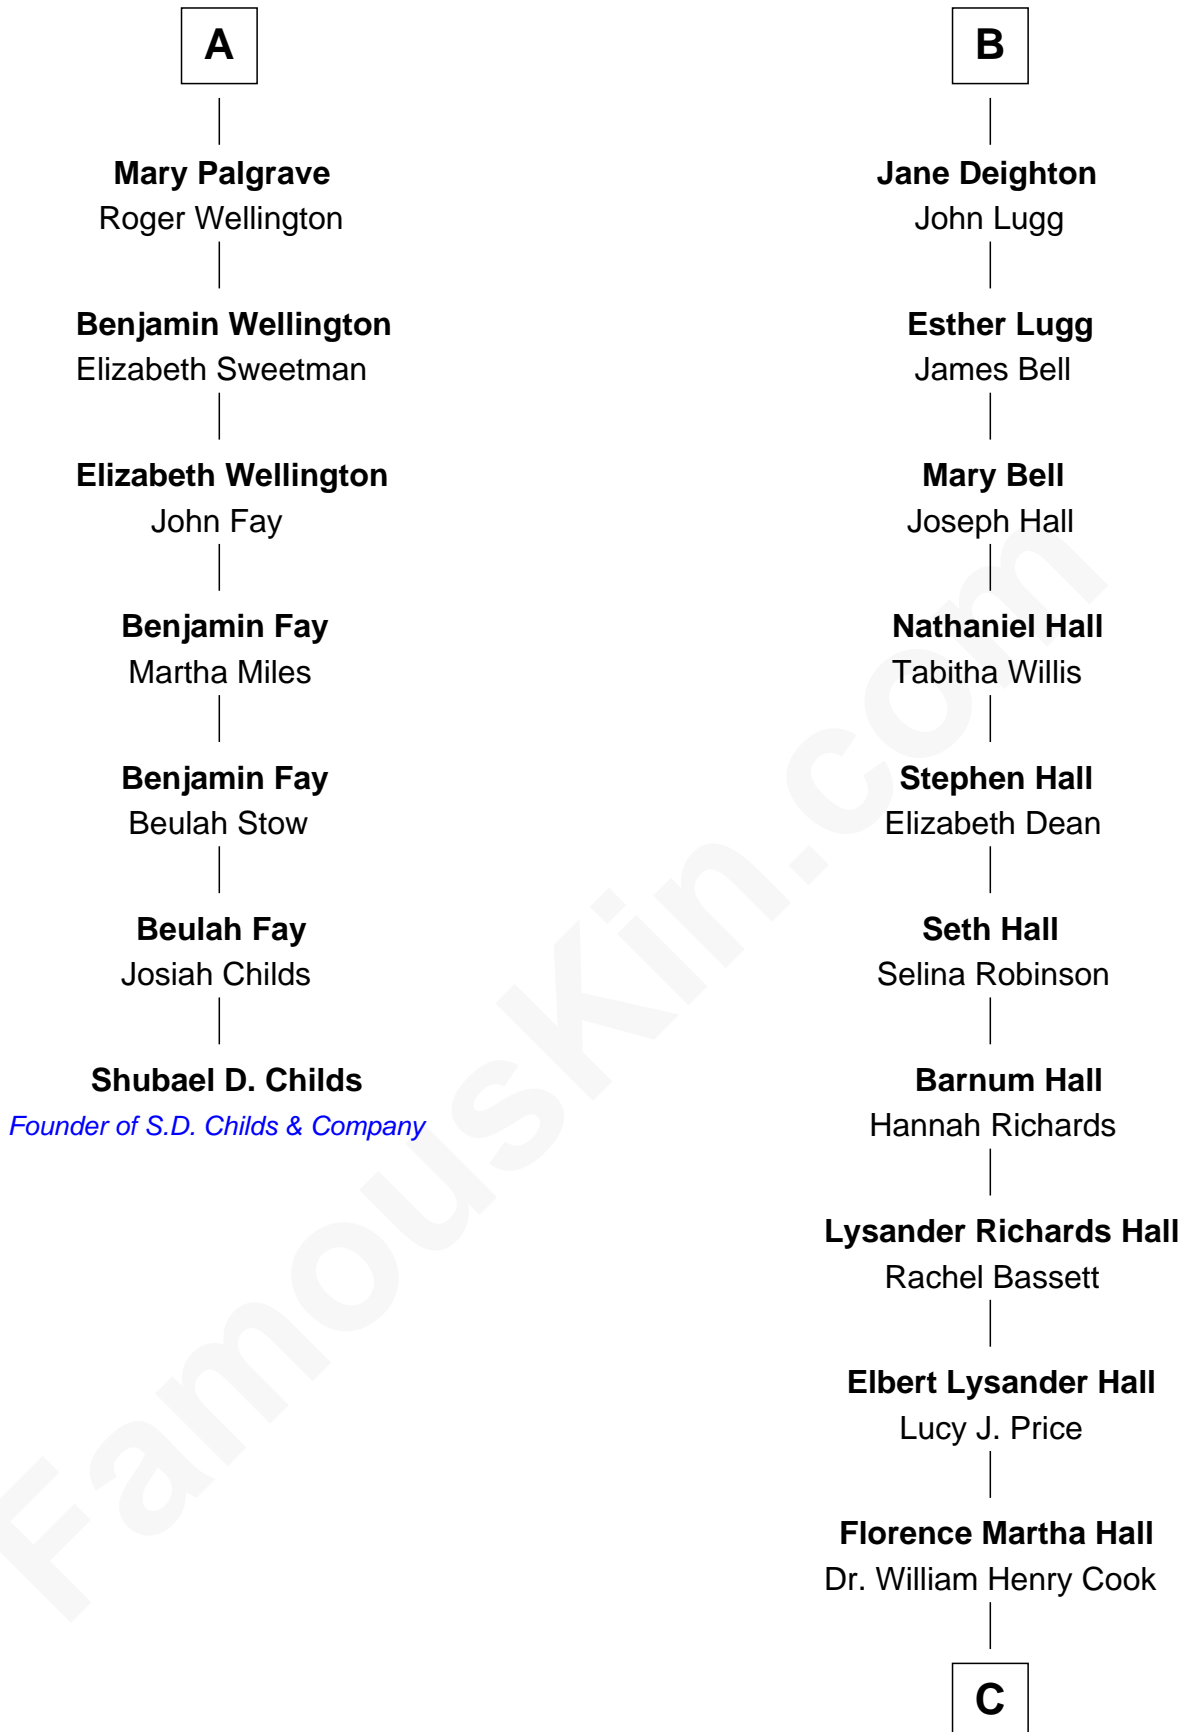 A
Mary Palgrave
Roger Wellington
Benjamin Wellington
Elizabeth Sweetman
Elizabeth Wellington
John Fay
Benjamin Fay
Martha Miles
Benjamin Fay
Beulah Stow
Beulah Fay
Josiah Childs
Shubael D. Childs
Founder of S.D. Childs & Company
B
Jane Deighton
John Lugg
Esther Lugg
James Bell
Mary Bell
Joseph Hall
Nathaniel Hall
Tabitha Willis
Stephen Hall
Elizabeth Dean
Seth Hall
Selina Robinson
Barnum Hall
Hannah Richards
Lysander Richards Hall
Rachel Bassett
Elbert Lysander Hall
Lucy J. Price
Florence Martha Hall
Dr. William Henry Cook
C
FamousKin.com